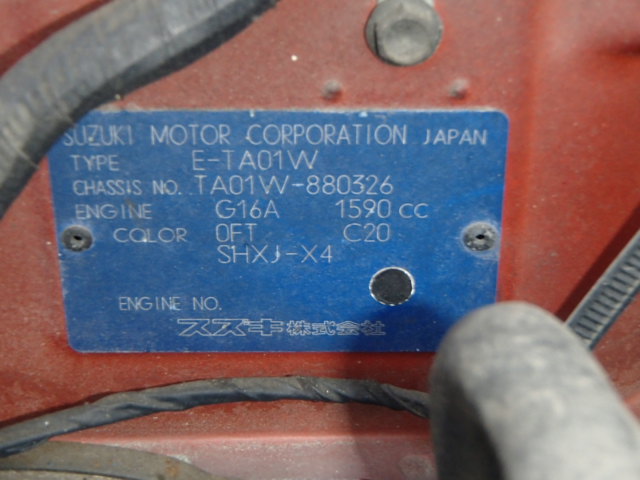 SUZUKI MOTOR CORPORATION JAPAN
TYPE E-TA01W
CHASSIS NO. TA01W-880326
ENGINE G16A 1590 cc
COLOR 0FT C20
SHXJ-X4
ENGINE NO.
スズキ株式会社